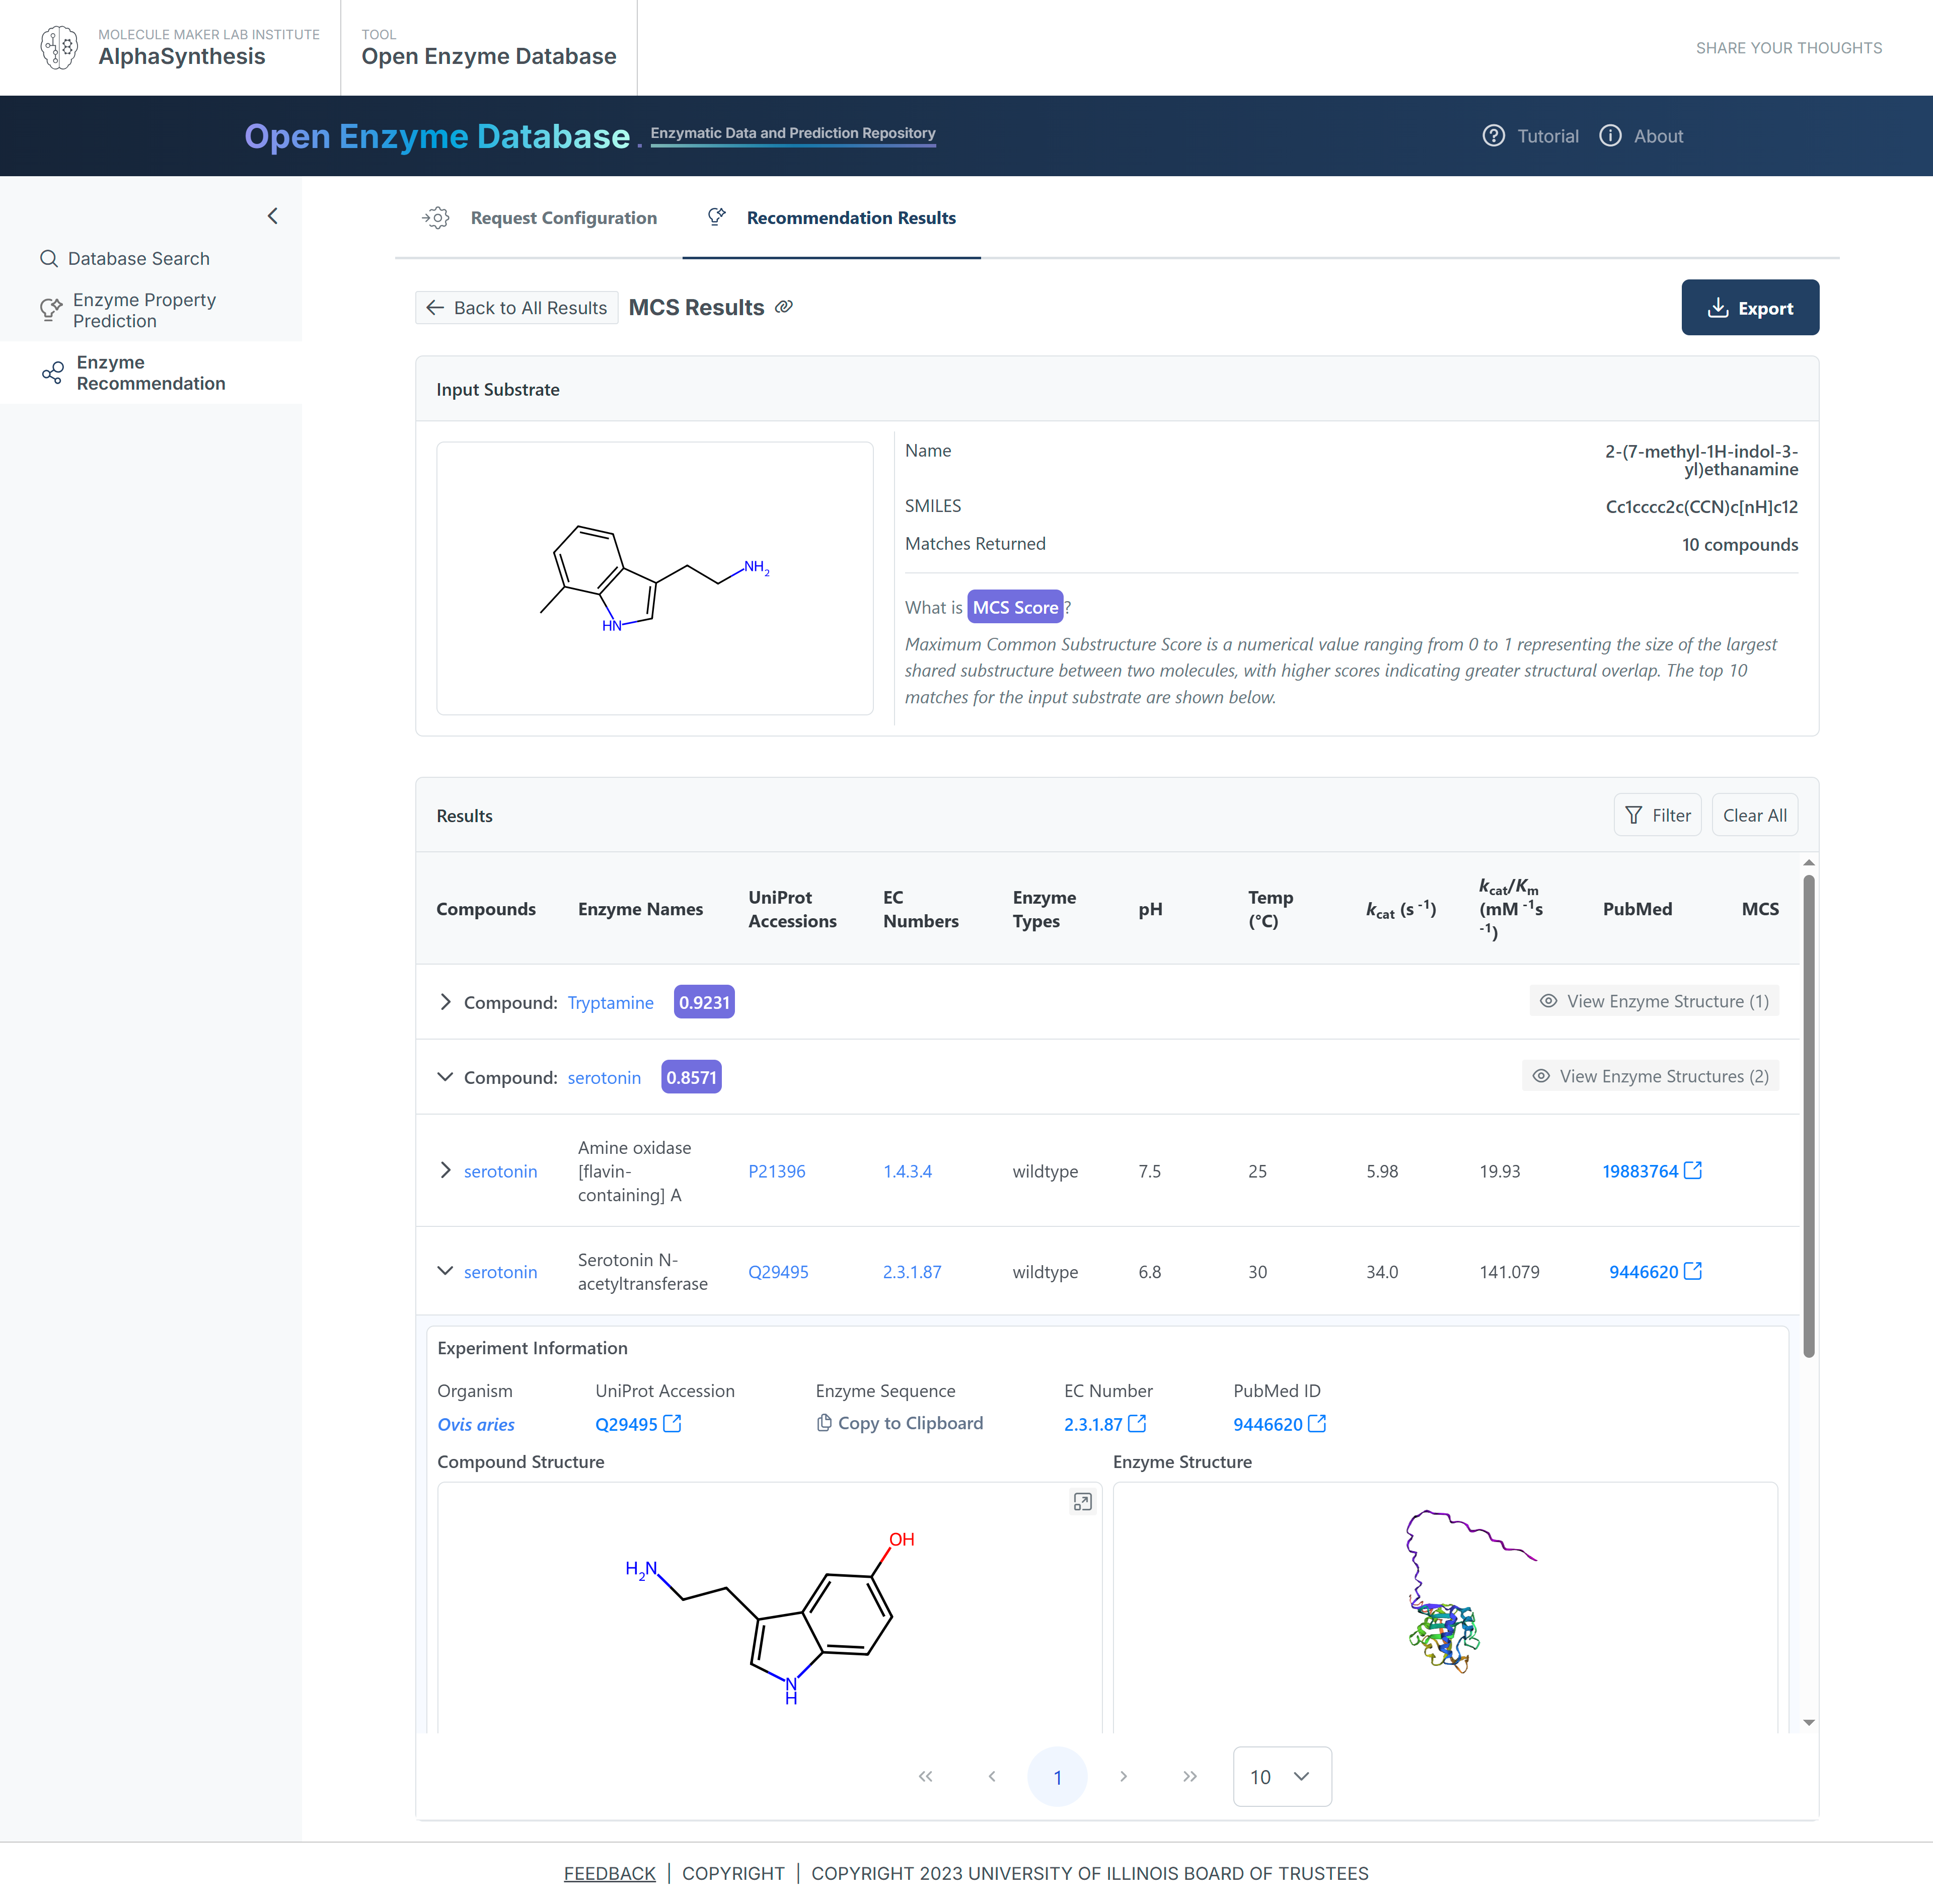 MOLECULE MAKER LAB INSTITUTE
AlphaSynthesis
TOOL
Open Enzyme Database
SHARE YOUR THOUGHTS
Open Enzyme Database. Enzymatic Data and Prediction Repository
Tutorial
About
Database Search
Enzyme Property
Prediction
Enzyme
Recommendation
Request Configuration
Recommendation Results
Back to All Results
MCS Results
Export
Input Substrate
NH2
HN
Name
2-(7-methyl-1H-indol-3-
yl)ethanamine
SMILES
Cc1cccc2c(CCN)c[nH]c12
Matches Returned
10 compounds
What is MCS Score?
Maximum Common Substructure Score is a numerical value ranging from 0 to 1 representing the size of the largest
shared substructure between two molecules, with higher scores indicating greater structural overlap. The top 10
matches for the input substrate are shown below.
Results
Filter
Clear All
Compounds
Enzyme Names
UniProt
Accessions
EC
Numbers
Enzyme
Types
pH
Temp
(°C)
kcat (s -1)
kcat/Km
(mM -1s
-1)
PubMed
MCS
Compound: Tryptamine 0.9231
View Enzyme Structure (1)
Compound: serotonin 0.8571
View Enzyme Structures (2)
serotonin
Amine oxidase
[flavin-
containing] A
P21396
1.4.3.4
wildtype
7.5
25
5.98
19.93
19883764
serotonin
Serotonin N-
acetyltransferase
Q29495
2.3.1.87
wildtype
6.8
30
34.0
141.079
9446620
Experiment Information
Organism
Ovis aries
UniProt Accession
Q29495
Enzyme Sequence
Copy to Clipboard
EC Number
2.3.1.87
PubMed ID
9446620
Compound Structure
Enzyme Structure
OH
H2N
N
H
1
10
FEEDBACK | COPYRIGHT | COPYRIGHT 2023 UNIVERSITY OF ILLINOIS BOARD OF TRUSTEES